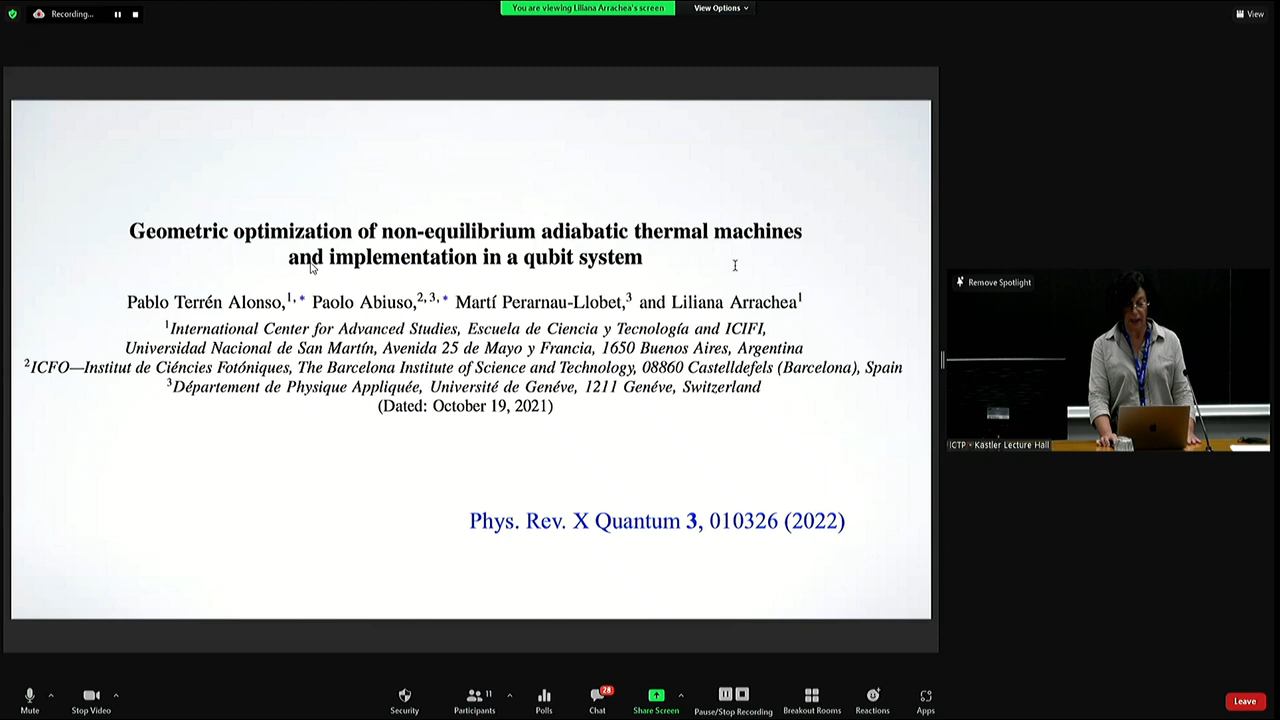 Recording...
You are viewing Liliana Arrachea's screen
View Options
View
Geometric optimization of non-equilibrium adiabatic thermal machines
and implementation in a qubit system
Pablo Terrén Alonso,1, * Paolo Abiuso,2, 3, * Martí Perarnau-Llobet,3 and Liliana Arrachea1
1International Center for Advanced Studies, Escuela de Ciencia y Tecnología and ICIFI,
Universidad Nacional de San Martín, Avenida 25 de Mayo y Francia, 1650 Buenos Aires, Argentina
2ICFO—Institut de Ciéncies Fotóniques, The Barcelona Institute of Science and Technology, 08860 Castelldefels (Barcelona), Spain
3Département de Physique Appliquée, Université de Genéve, 1211 Genéve, Switzerland
(Dated: October 19, 2021)
Phys. Rev. X Quantum 3, 010326 (2022)
Remove Spotlight
ICTP - Kastler Lecture Hall
Mute
Stop Video
Security
Participants
11
Polls
Chat
28
Share Screen
Pause/Stop Recording
Breakout Rooms
Reactions
Apps
Leave